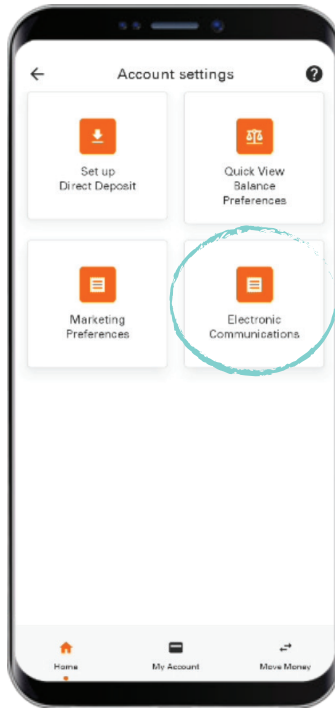 Account settings
Set up
Direct Deposit
Quick View
Balance
Preferences
Marketing
Preferences
Electronic
Communications
Home
My Account
Move Money